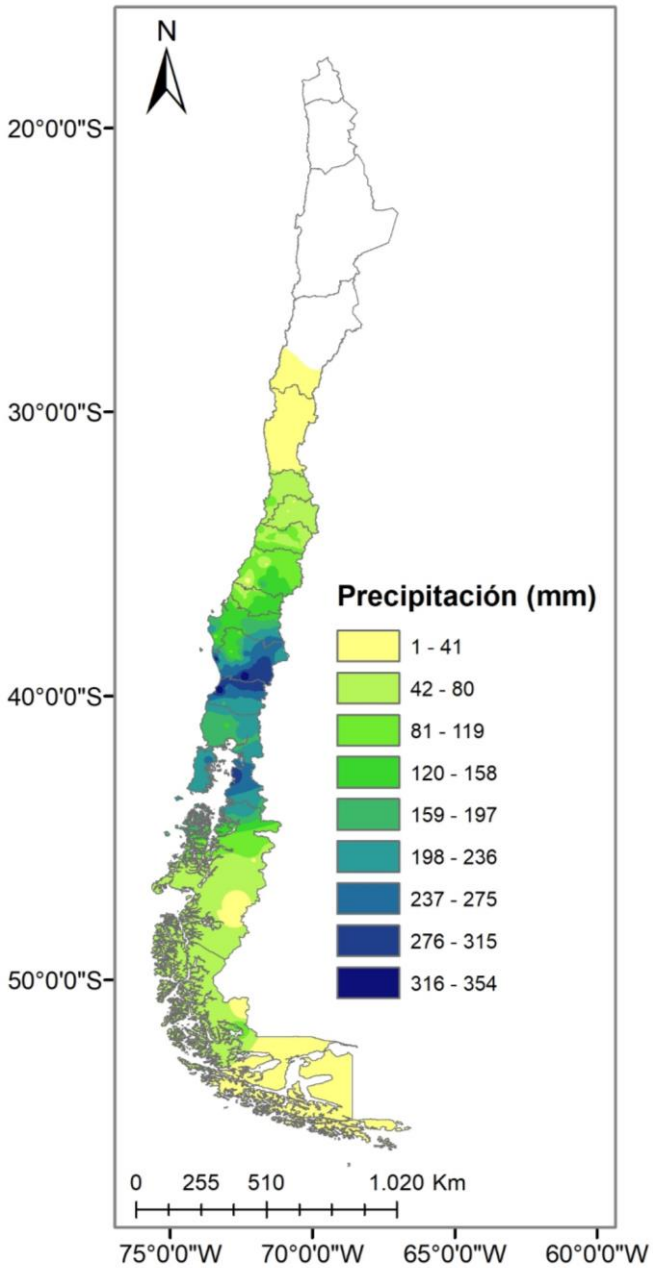 N
20°0'0"S
30°0'0"S
40°0'0"S
50°0'0"S
Precipitación (mm)
1 - 41
42 - 80
81 - 119
120 - 158
159 - 197
198 - 236
237 - 275
276 - 315
316 - 354
0 255 510 1.020 Km
75°0'0"W 70°0'0"W 65°0'0"W 60°0'0"W